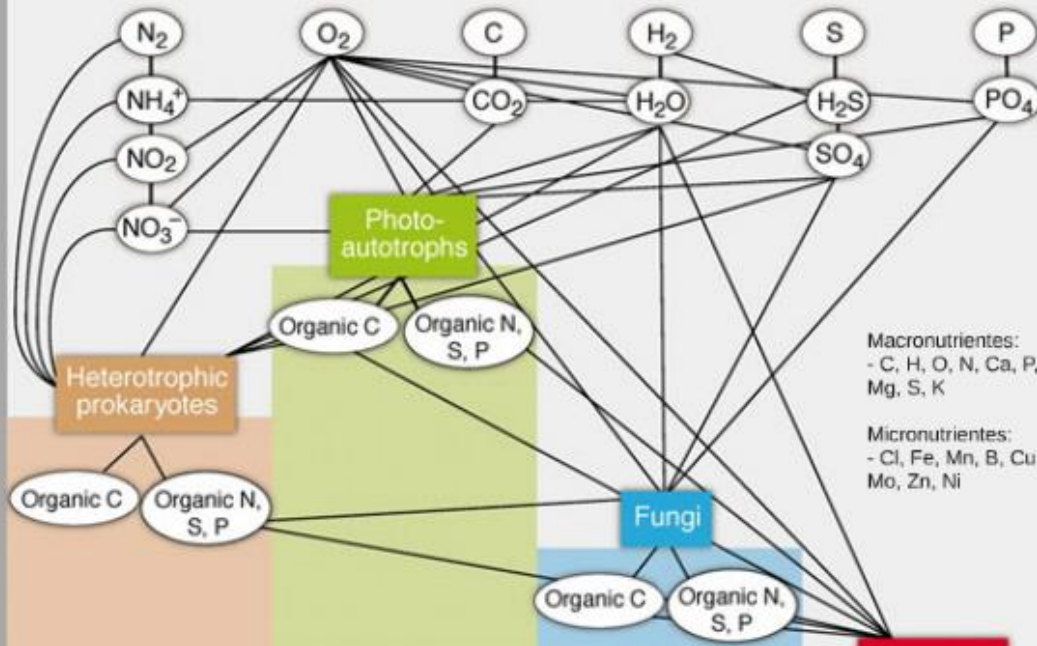 N₂
O₂
C
H₂
S
P
NH₄⁺
CO₂
H₂O
H₂S
PO₄
NO₂
SO₄
NO₃⁻
Photo-
autotrophs
Organic C
Organic N,
S, P
Macronutrientes:
- C, H, O, N, Ca, P,
Mg, S, K
Heterotrophic
prokaryotes
Micronutrientes:
- Cl, Fe, Mn, B, Cu
Mo, Zn, Ni
Organic C
Organic N,
S, P
Fungi
Organic C
Organic N,
S, P